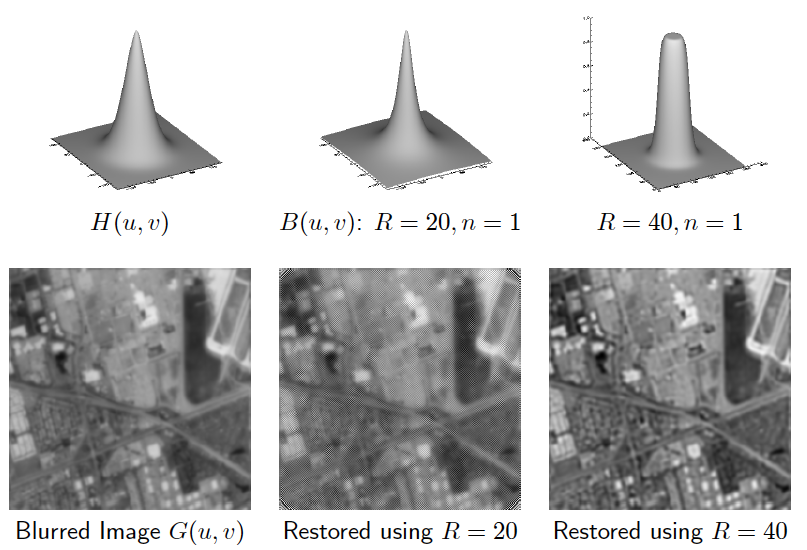 H(u, v)
B(u, v): R = 20, n = 1
R = 40, n = 1
Blurred Image G(u, v)
Restored using R = 20
Restored using R = 40